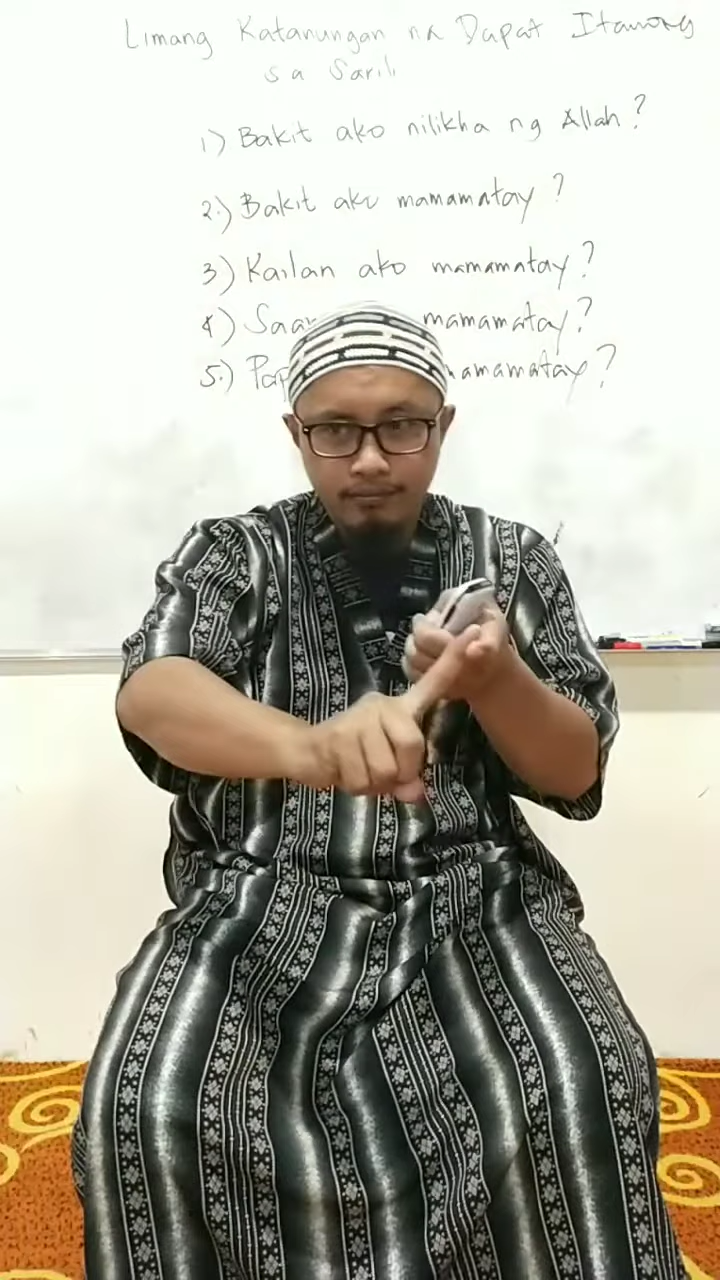 Limang Katanungan na Dapat Itanong
sa Sarili
1) Bakit ako nilikha ng Allah?
2.) Bakit ako mamamatay?
3) Kailan ako mamamatay?
4) mamamatay?
5.)